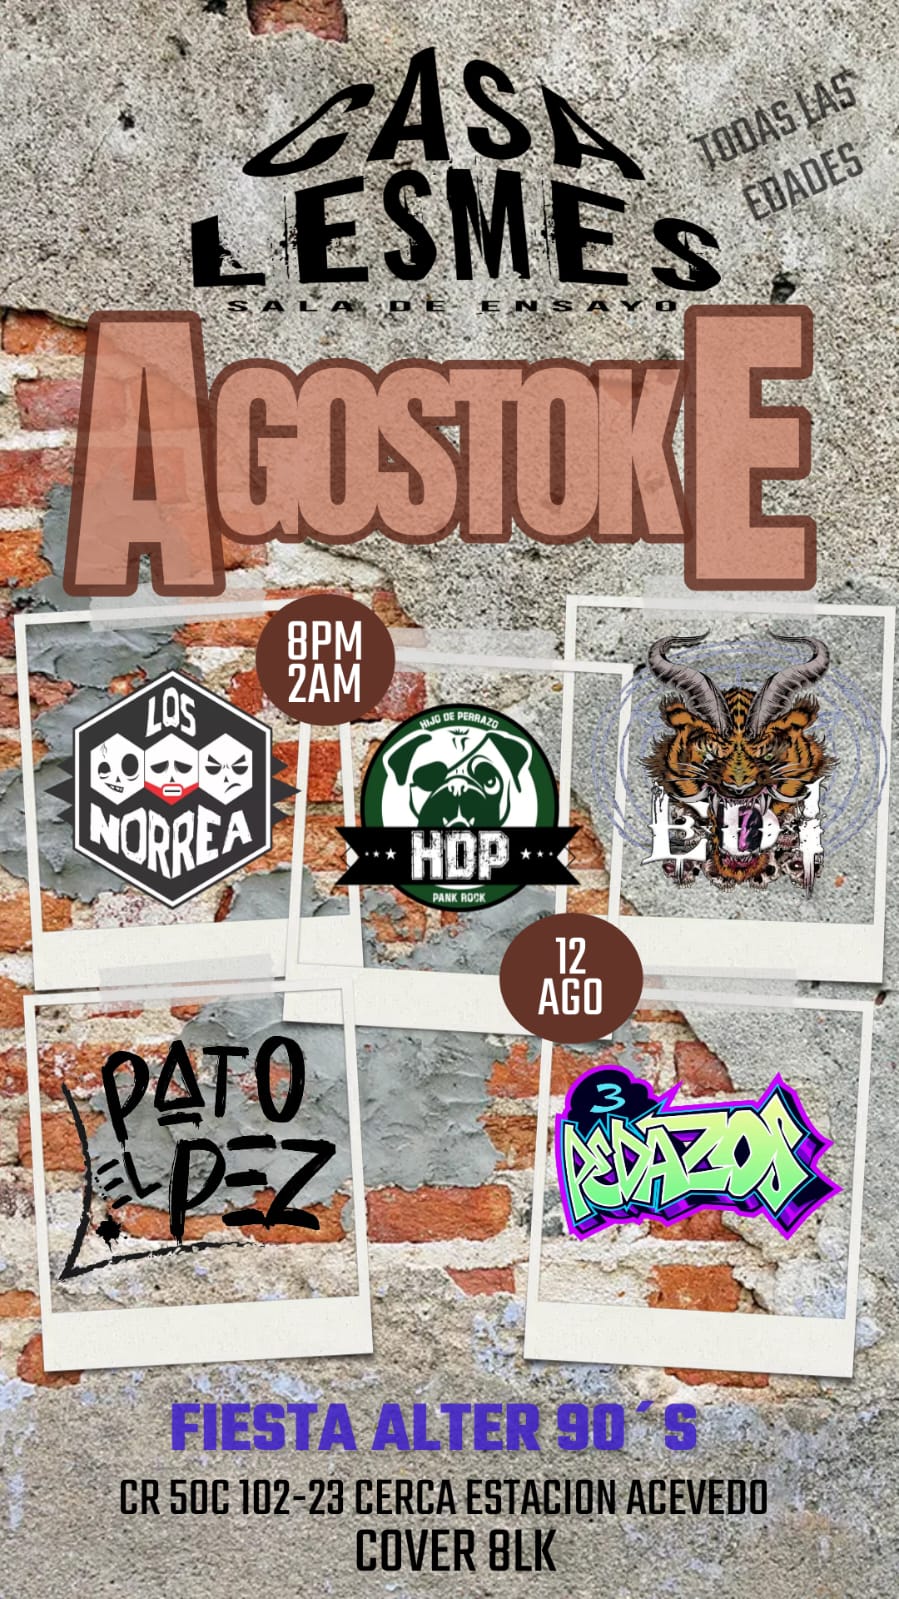 CASA
LESMES
SALA DE ENSAYO
TODAS LAS
EDADES
AGOSTOKE
8PM
2AM
LOS
NORREA
HIJO DE PERRAZO
HDP
PANK ROCK
EDI
12
AGO
PATO
EL PEZ
3
PEDAZOS
FIESTA ALTER 90´S
CR 50C 102-23 CERCA ESTACION ACEVEDO
COVER 8LK